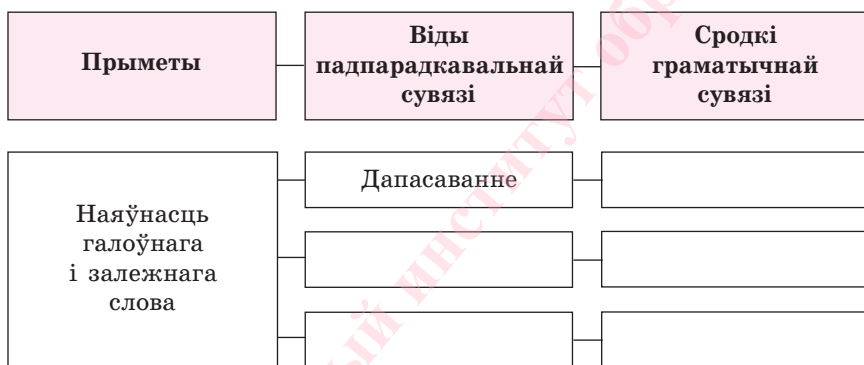 Прыметы
Віды
падпарадкавальнай
сувязі
Сродкі
граматычнай
сувязі
Наяўнасць
галоўнага
і залежнага
слова
Дапасаванне